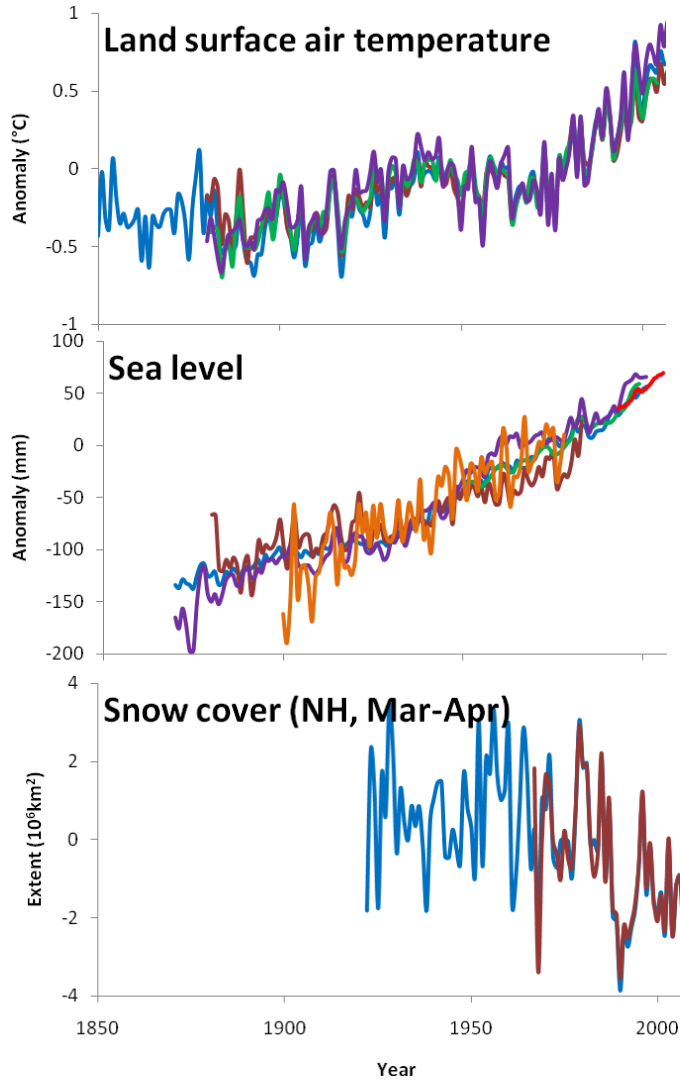 Land surface air temperature
1
0.5
0
-0.5
-1
Anomaly (°C)
Sea level
100
50
0
-50
-100
-150
-200
Anomaly (mm)
Snow cover (NH, Mar-Apr)
4
2
0
-2
-4
Extent (10⁶km²)
1850 1900 1950 2000
Year